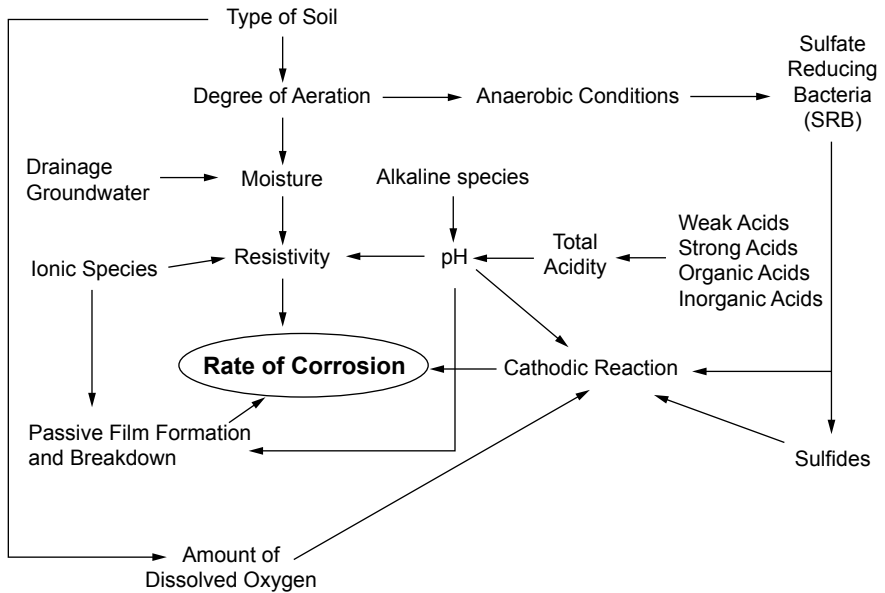 Type of Soil
Sulfate
Reducing
Bacteria
(SRB)
Degree of Aeration
Anaerobic Conditions
Drainage
Groundwater
Moisture
Alkaline species
Weak Acids
Strong Acids
Organic Acids
Inorganic Acids
Ionic Species
Resistivity
pH
Total
Acidity
Rate of Corrosion
Cathodic Reaction
Passive Film Formation
and Breakdown
Sulfides
Amount of
Dissolved Oxygen